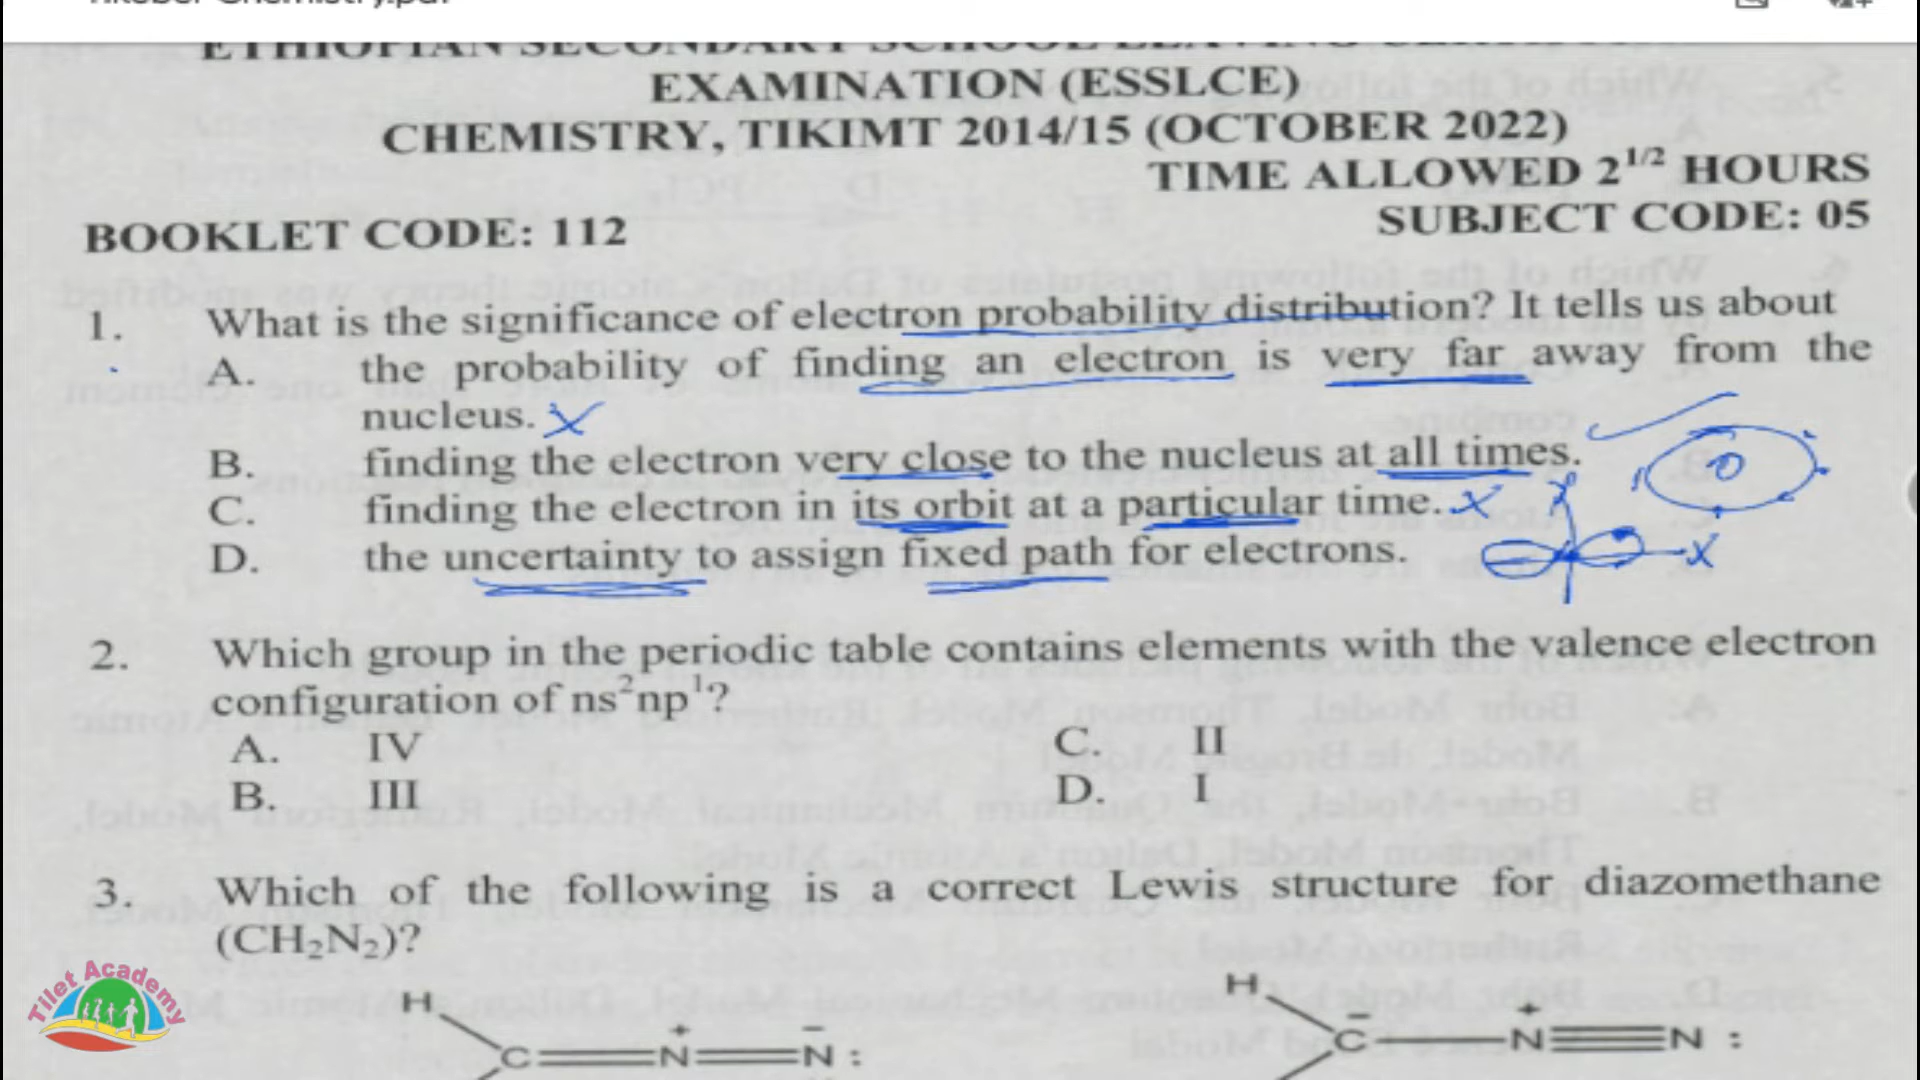 ETHIOPIAN SECONDARY SCHOOL LEAVING
EXAMINATION (ESSLCE)
CHEMISTRY, TIKIMT 2014/15 (OCTOBER 2022)
TIME ALLOWED 2^1/2 HOURS
BOOKLET CODE: 112
SUBJECT CODE: 05
1. What is the significance of electron probability distribution? It tells us about
A. the probability of finding an electron is very far away from the
nucleus. X
B. finding the electron very close to the nucleus at all times.
C. finding the electron in its orbit at a particular time. X
D. the uncertainty to assign fixed path for electrons. X
2. Which group in the periodic table contains elements with the valence electron
configuration of ns²np¹?
A. IV
B. III
C. II
D. I
3. Which of the following is a correct Lewis structure for diazomethane
(CH₂N₂)?
H
C N⁺ N⁻ :
H
C⁻ N⁺ N :
Tilet Academy